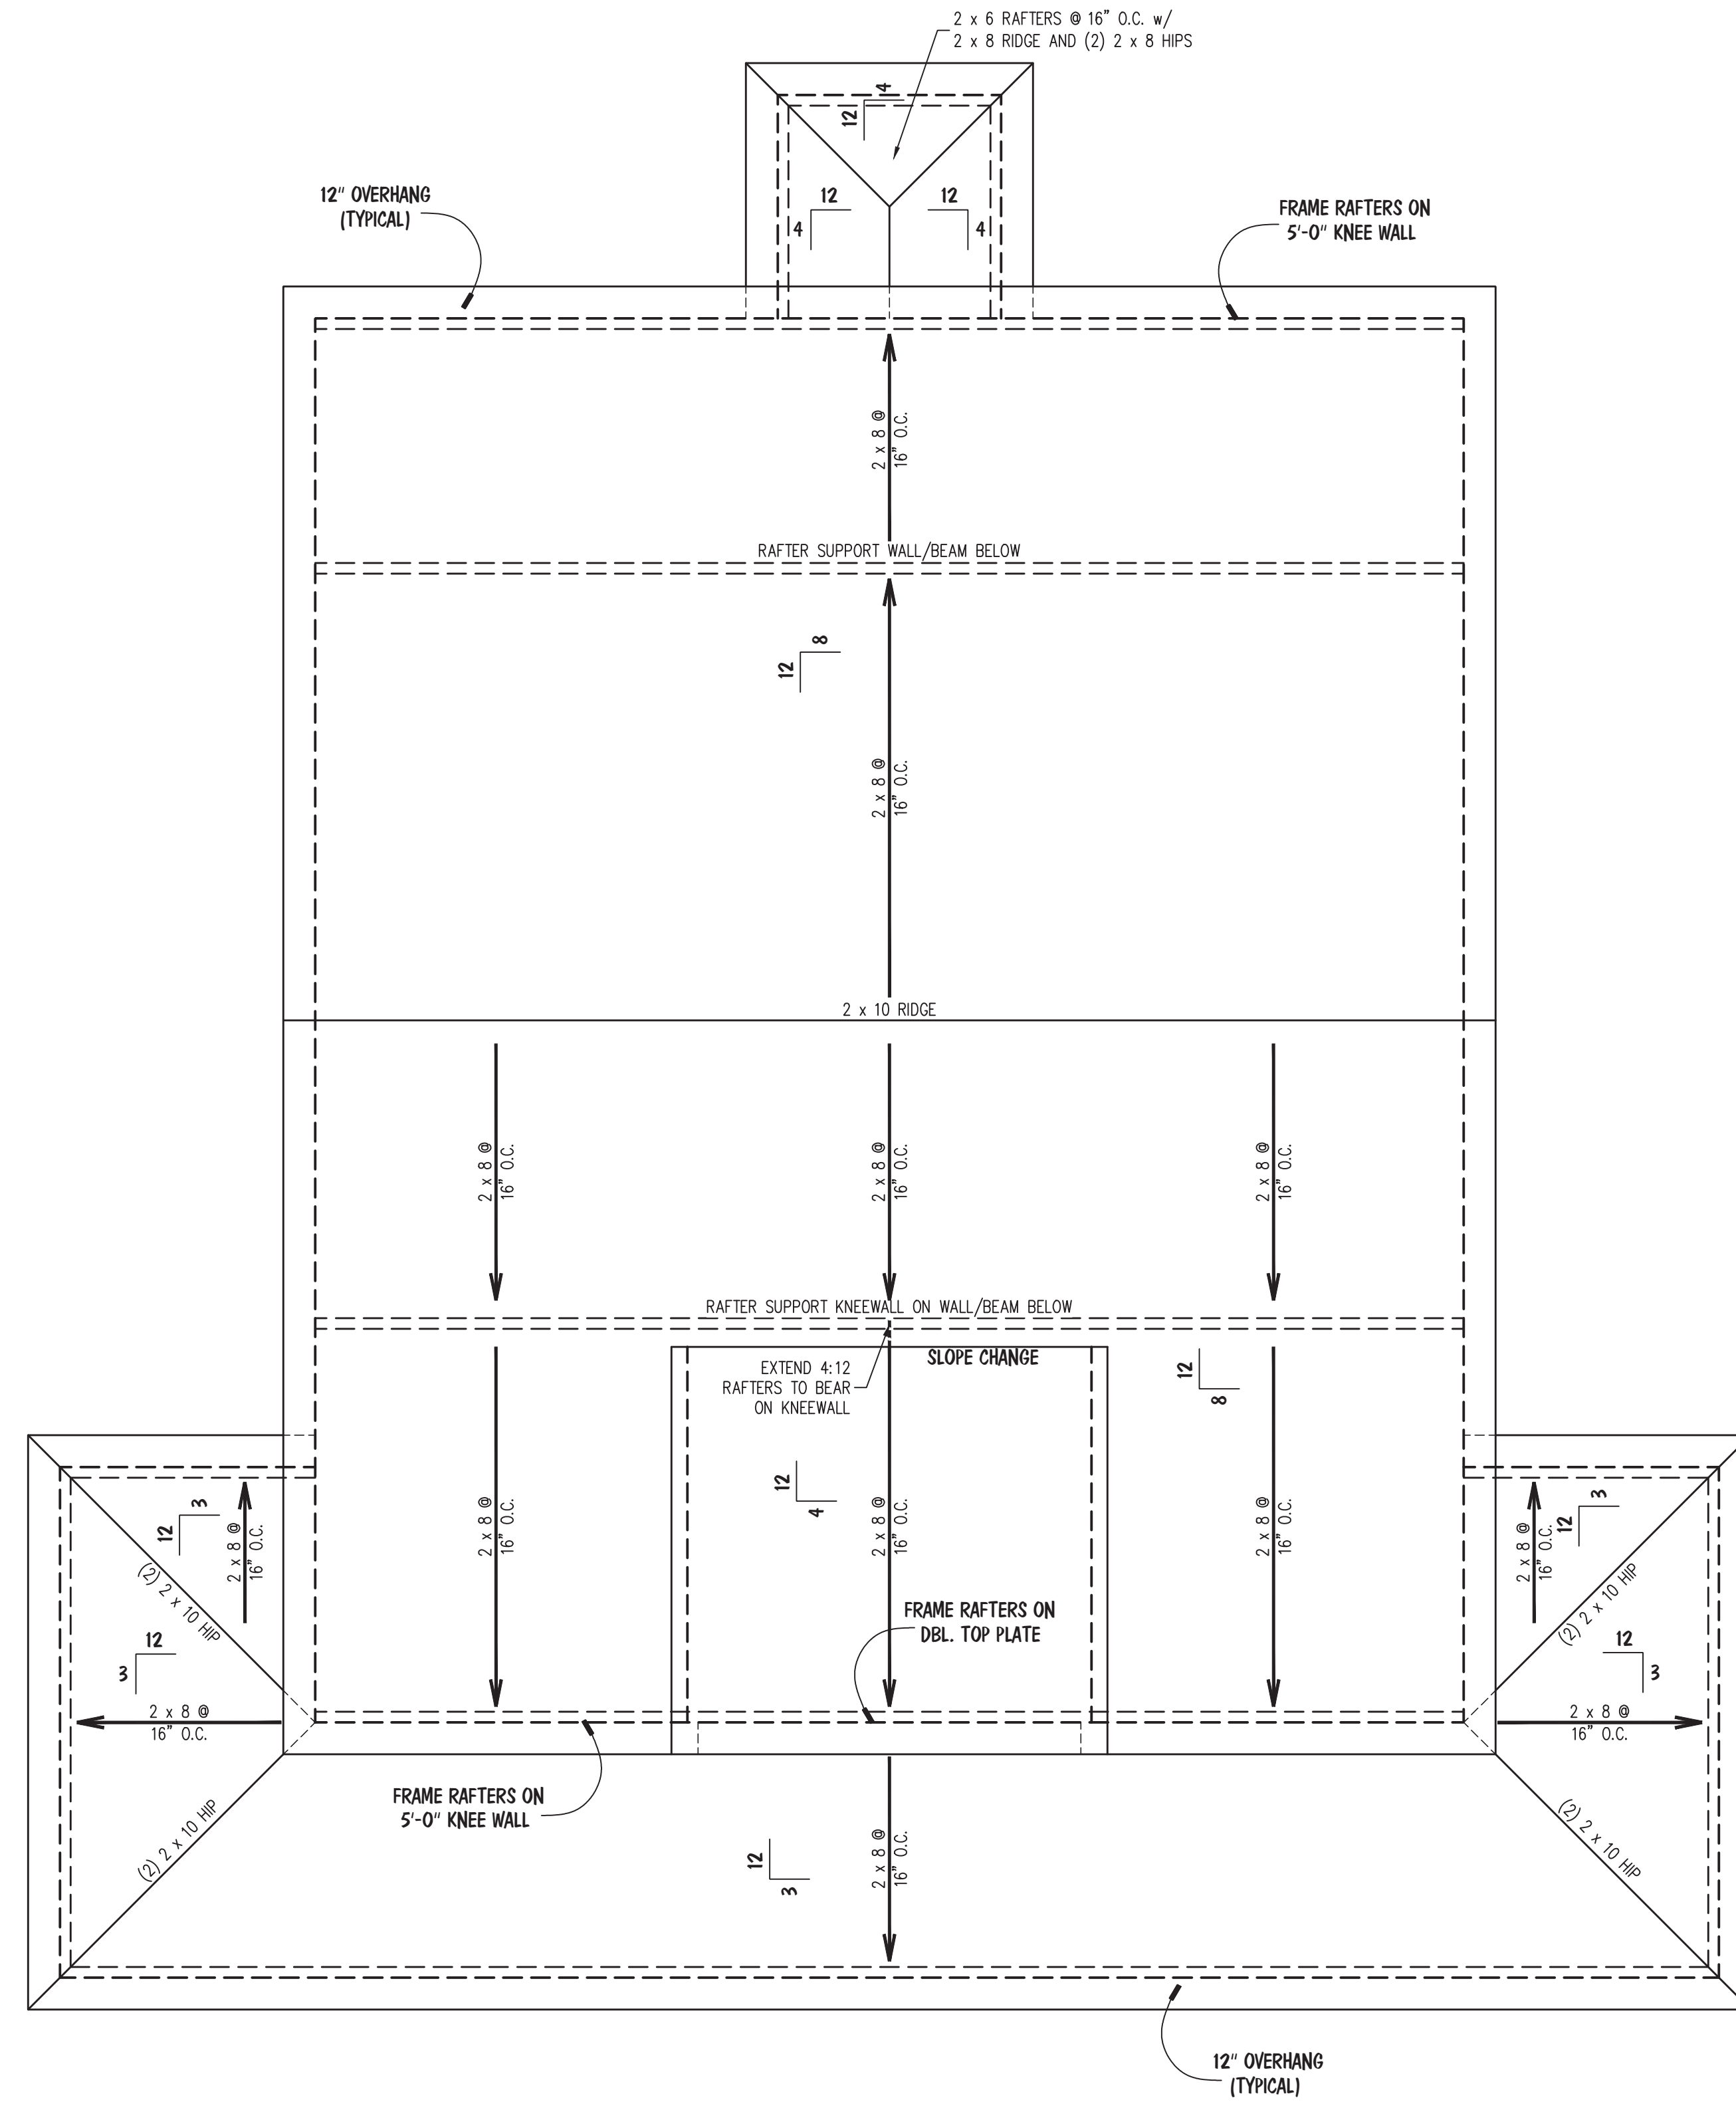 2 x 6 RAFTERS @ 16" O.C. w/
2 x 8 RIDGE AND (2) 2 x 8 HIPS
4
12
12" OVERHANG
(TYPICAL)
12
4
12
4
FRAME RAFTERS ON
5'-0" KNEE WALL
2 x 8 @
16" O.C.
RAFTER SUPPORT WALL/BEAM BELOW
8
12
2 x 8 @
16" O.C.
2 x 10 RIDGE
2 x 8 @
16" O.C.
2 x 8 @
16" O.C.
2 x 8 @
16" O.C.
RAFTER SUPPORT KNEEWALL ON WALL/BEAM BELOW
SLOPE CHANGE
EXTEND 4:12
RAFTERS TO BEAR
ON KNEEWALL
12
8
12
4
2 x 8 @
16" O.C.
2 x 8 @
16" O.C.
2 x 8 @
16" O.C.
3
12
2 x 8 @
16" O.C.
(2) 2 x 10 HIP
12
3
2 x 8 @
16" O.C.
(2) 2 x 10 HIP
FRAME RAFTERS ON
DBL. TOP PLATE
3
12
2 x 8 @
16" O.C.
(2) 2 x 10 HIP
12
3
2 x 8 @
16" O.C.
(2) 2 x 10 HIP
FRAME RAFTERS ON
5'-0" KNEE WALL
12
3
2 x 8 @
16" O.C.
12" OVERHANG
(TYPICAL)